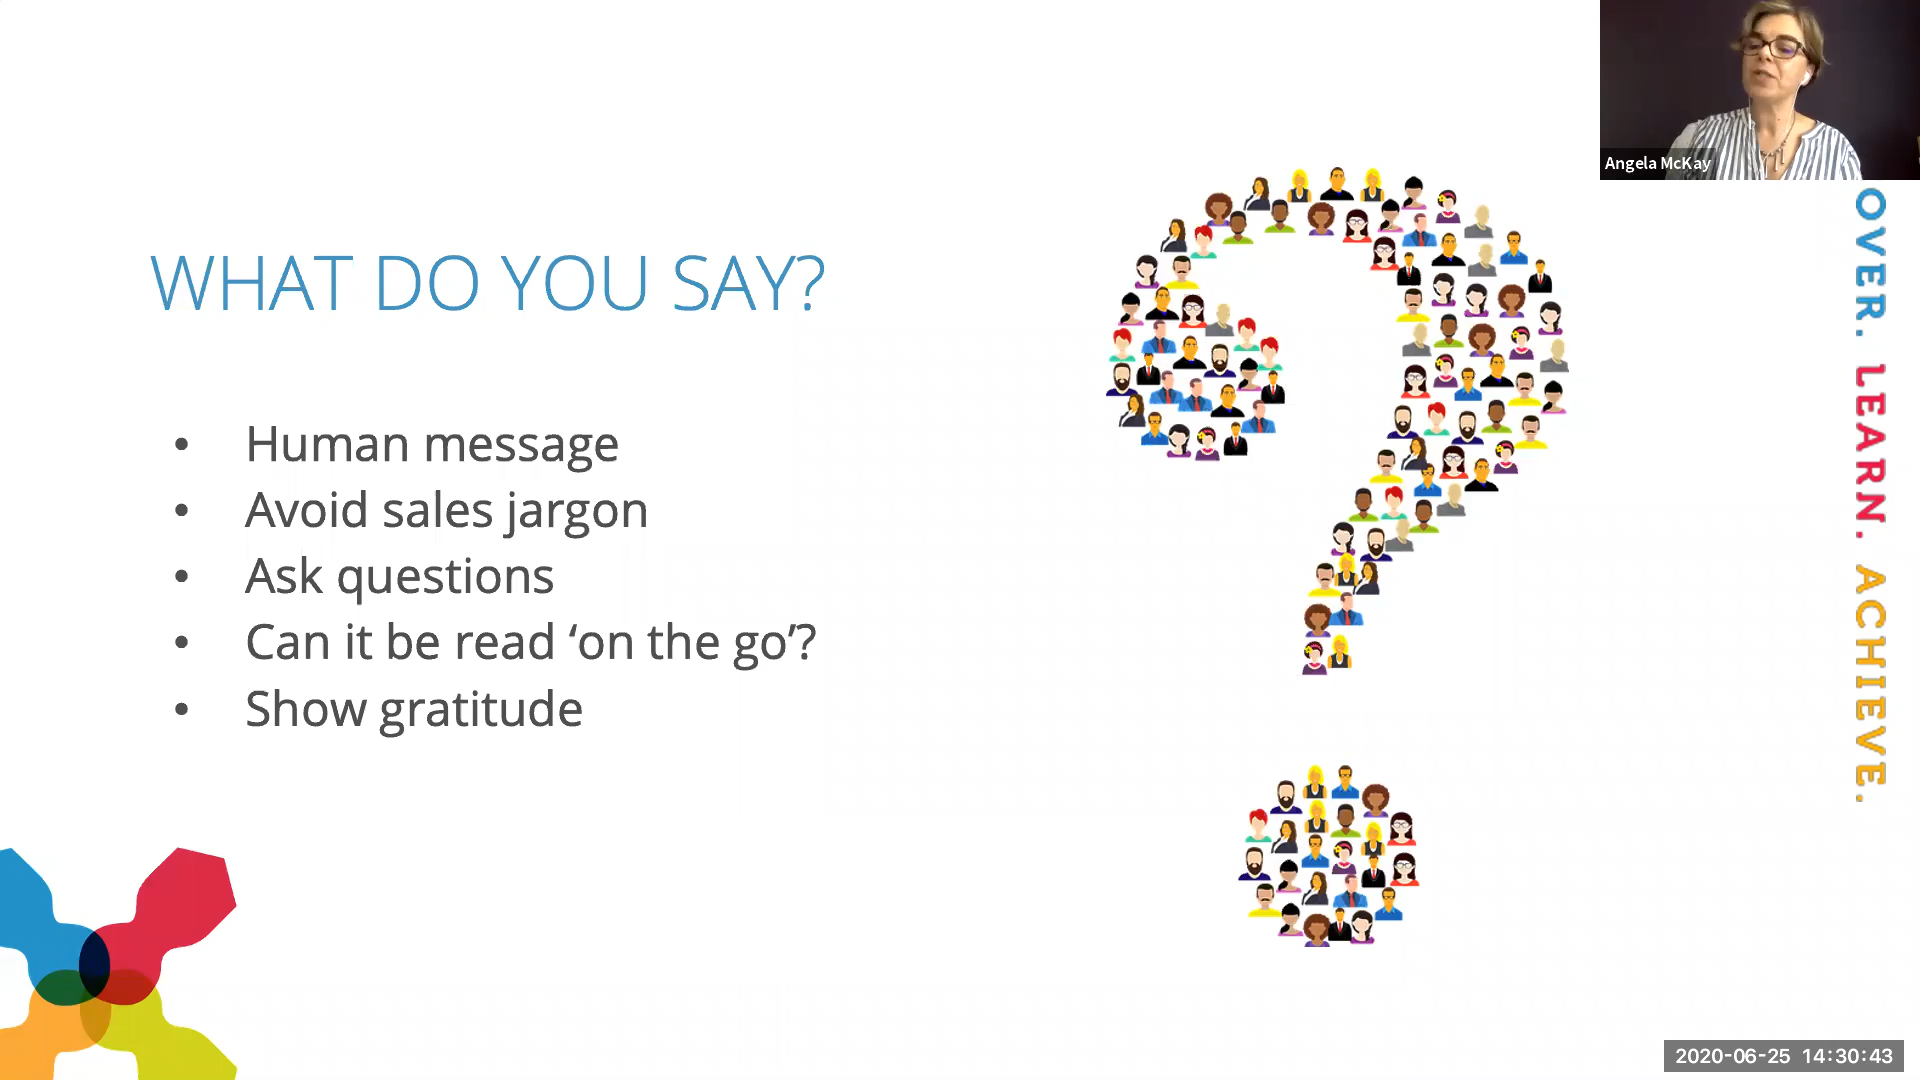 WHAT DO YOU SAY?
• Human message
• Avoid sales jargon
• Ask questions
• Can it be read ‘on the go’?
• Show gratitude
Angela McKay
OVER. LEARN. ACHIEVE.
2020-06-25 14:30:43